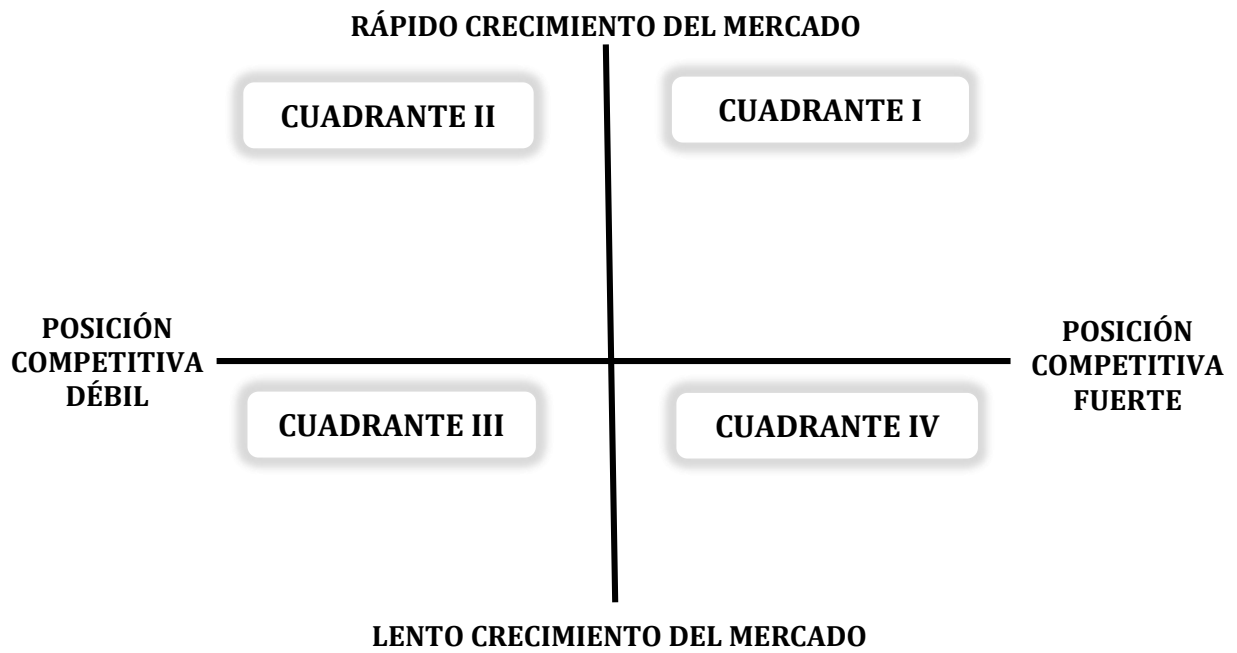 RÁPIDO CRECIMIENTO DEL MERCADO
CUADRANTE II
CUADRANTE I
POSICIÓN
COMPETITIVA
DÉBIL
POSICIÓN
COMPETITIVA
FUERTE
CUADRANTE III
CUADRANTE IV
LENTO CRECIMIENTO DEL MERCADO